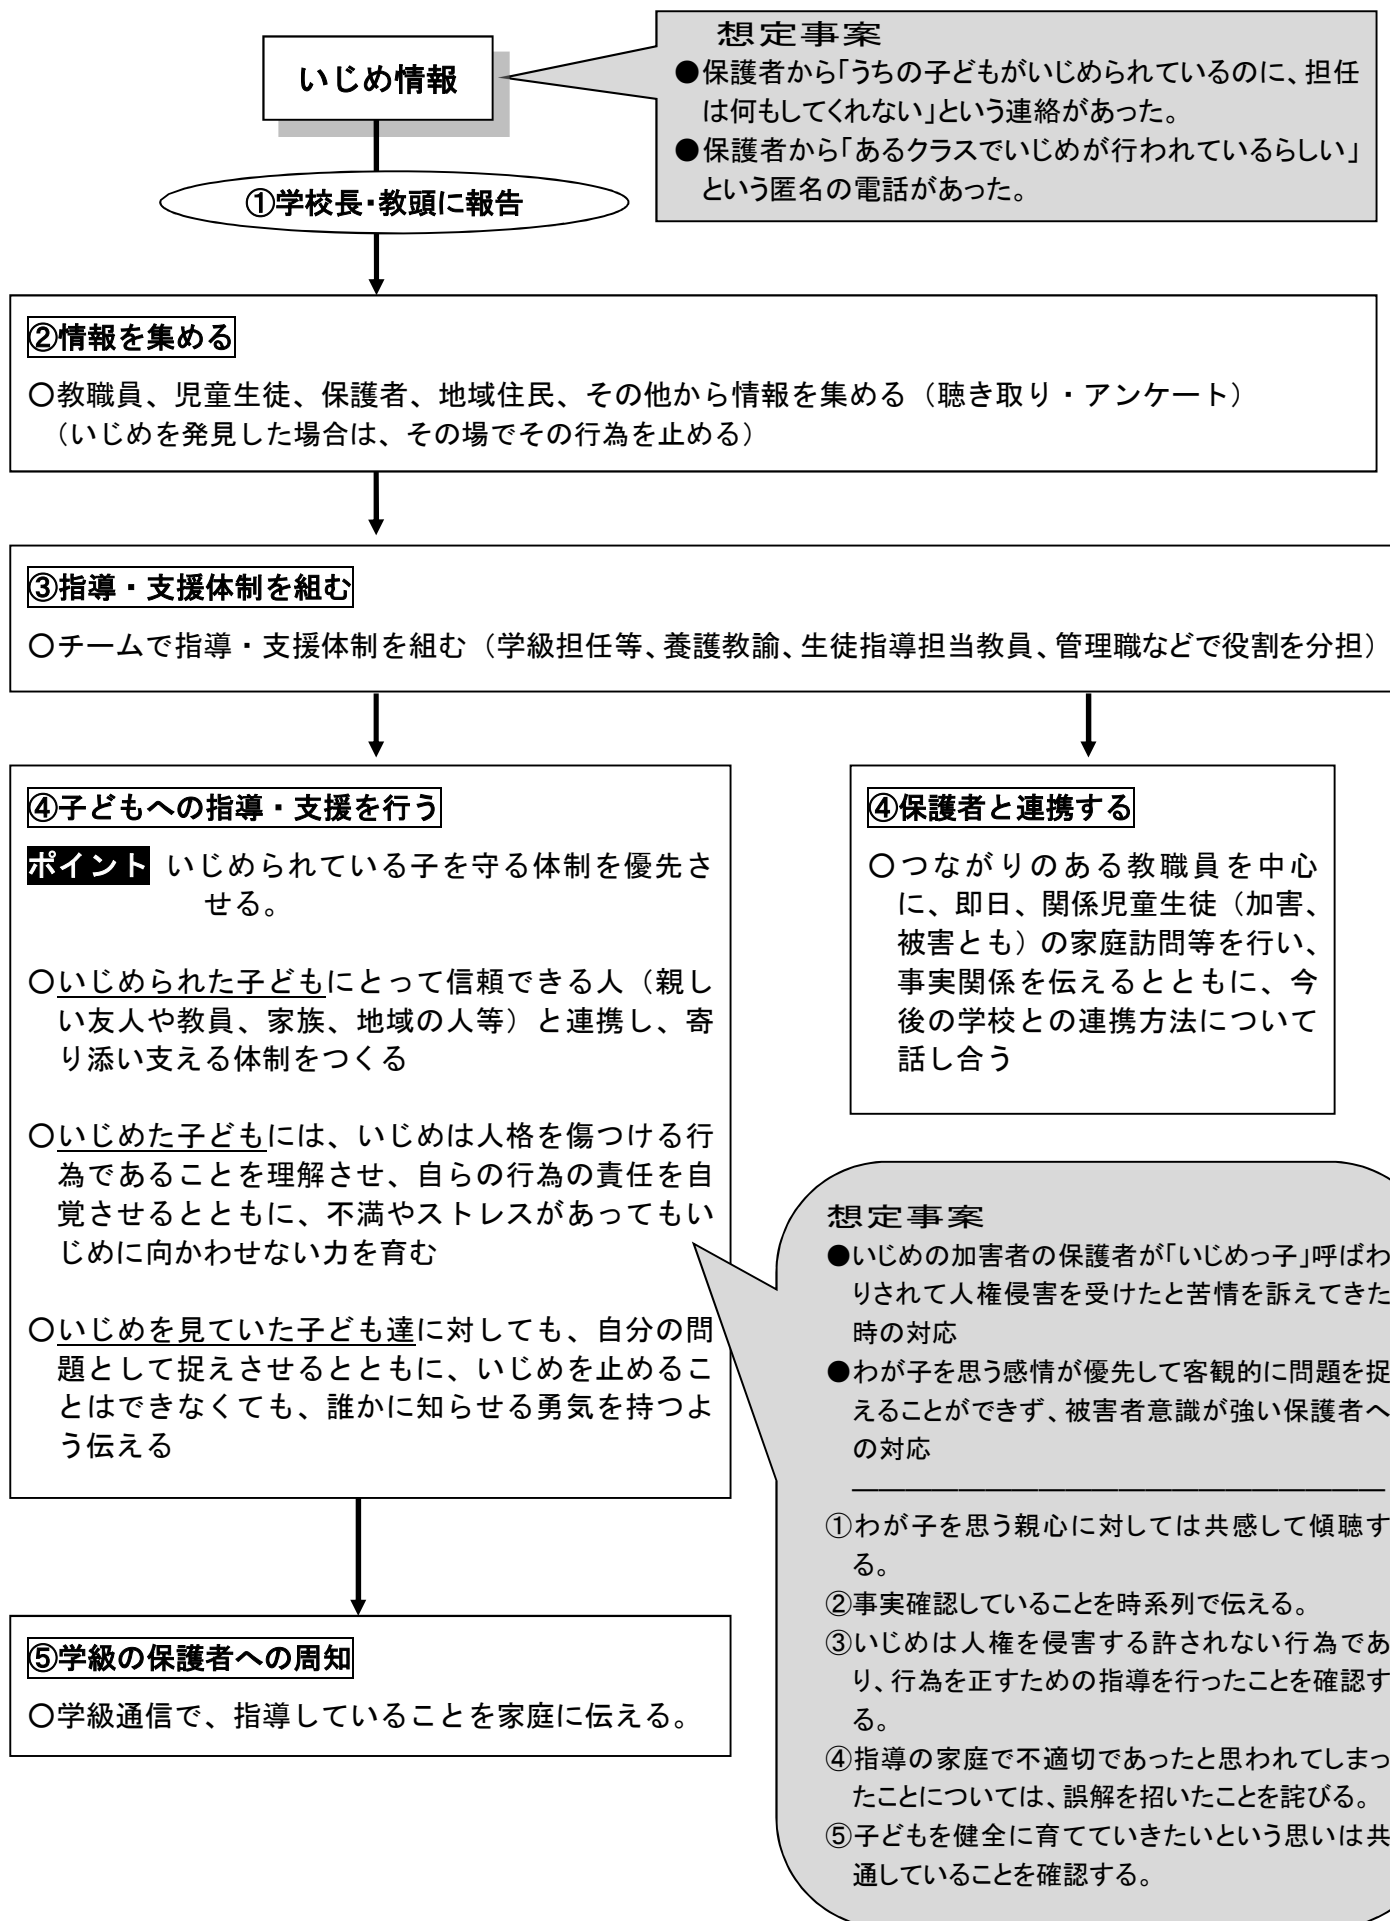 いじめ情報
想定事案
●保護者から「うちの子どもがいじめられているのに、担任
は何もしてくれない」という連絡があった。
●保護者から「あるクラスでいじめが行われているらしい」
という匿名の電話があった。
①学校長・教頭に報告
②情報を集める
○教職員、児童生徒、保護者、地域住民、その他から情報を集める（聴き取り・アンケート）
（いじめを発見した場合は、その場でその行為を止める）
③指導・支援体制を組む
○チームで指導・支援体制を組む（学級担任等、養護教諭、生徒指導担当教員、管理職などで役割を分担）
④子どもへの指導・支援を行う
ポイント いじめられている子を守る体制を優先さ
せる。
○いじめられた子どもにとって信頼できる人（親し
い友人や教員、家族、地域の人等）と連携し、寄
り添い支える体制をつくる
○いじめた子どもには、いじめは人格を傷つける行
為であることを理解させ、自らの行為の責任を自
覚させるとともに、不満やストレスがあってもい
じめに向かわせない力を育む
○いじめを見ていた子ども達に対しても、自分の問
題として捉えさせるとともに、いじめを止めるこ
とはできなくても、誰かに知らせる勇気を持つよ
う伝える
④保護者と連携する
○つながりのある教職員を中心
に、即日、関係児童生徒（加害、
被害とも）の家庭訪問等を行い、
事実関係を伝えるとともに、今
後の学校との連携方法について
話し合う
想定事案
●いじめの加害者の保護者が「いじめっ子」呼ばわ
りされて人権侵害を受けたと苦情を訴えてきた
時の対応
●わが子を思う感情が優先して客観的に問題を捉
えることができず、被害者意識が強い保護者へ
の対応
①わが子を思う親心に対しては共感して傾聴す
る。
②事実確認していることを時系列で伝える。
③いじめは人権を侵害する許されない行為であ
り、行為を正すための指導を行ったことを確認す
る。
④指導の家庭で不適切であったと思われてしまっ
たことについては、誤解を招いたことを詫びる。
⑤子どもを健全に育てていきたいという思いは共
通していることを確認する。
⑤学級の保護者への周知
○学級通信で、指導していることを家庭に伝える。